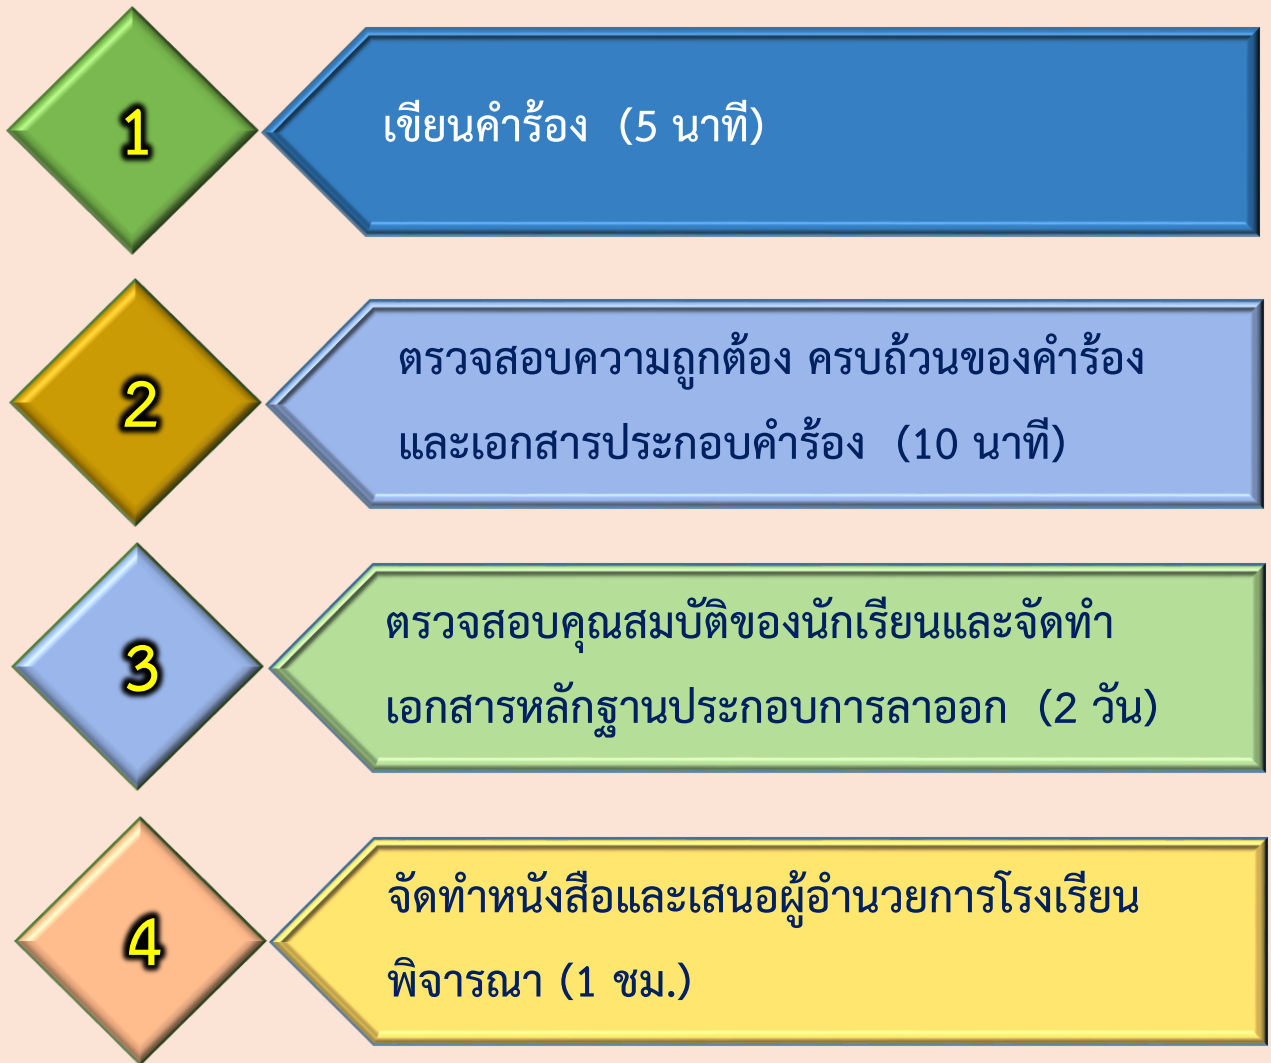 1
เขียนคำร้อง (5 นาที)
2
ตรวจสอบความถูกต้อง ครบถ้วนของคำร้อง
และเอกสารประกอบคำร้อง (10 นาที)
3
ตรวจสอบคุณสมบัติของนักเรียนและจัดทำ
เอกสารหลักฐานประกอบการลาออก (2 วัน)
4
จัดทำหนังสือและเสนอผู้อำนวยการโรงเรียน
พิจารณา (1 ชม.)